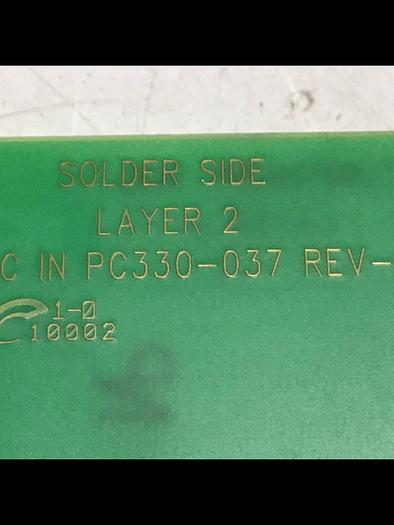 SOLDER SIDE
LAYER 2
C IN PC330-037 REV-
1-0
10002